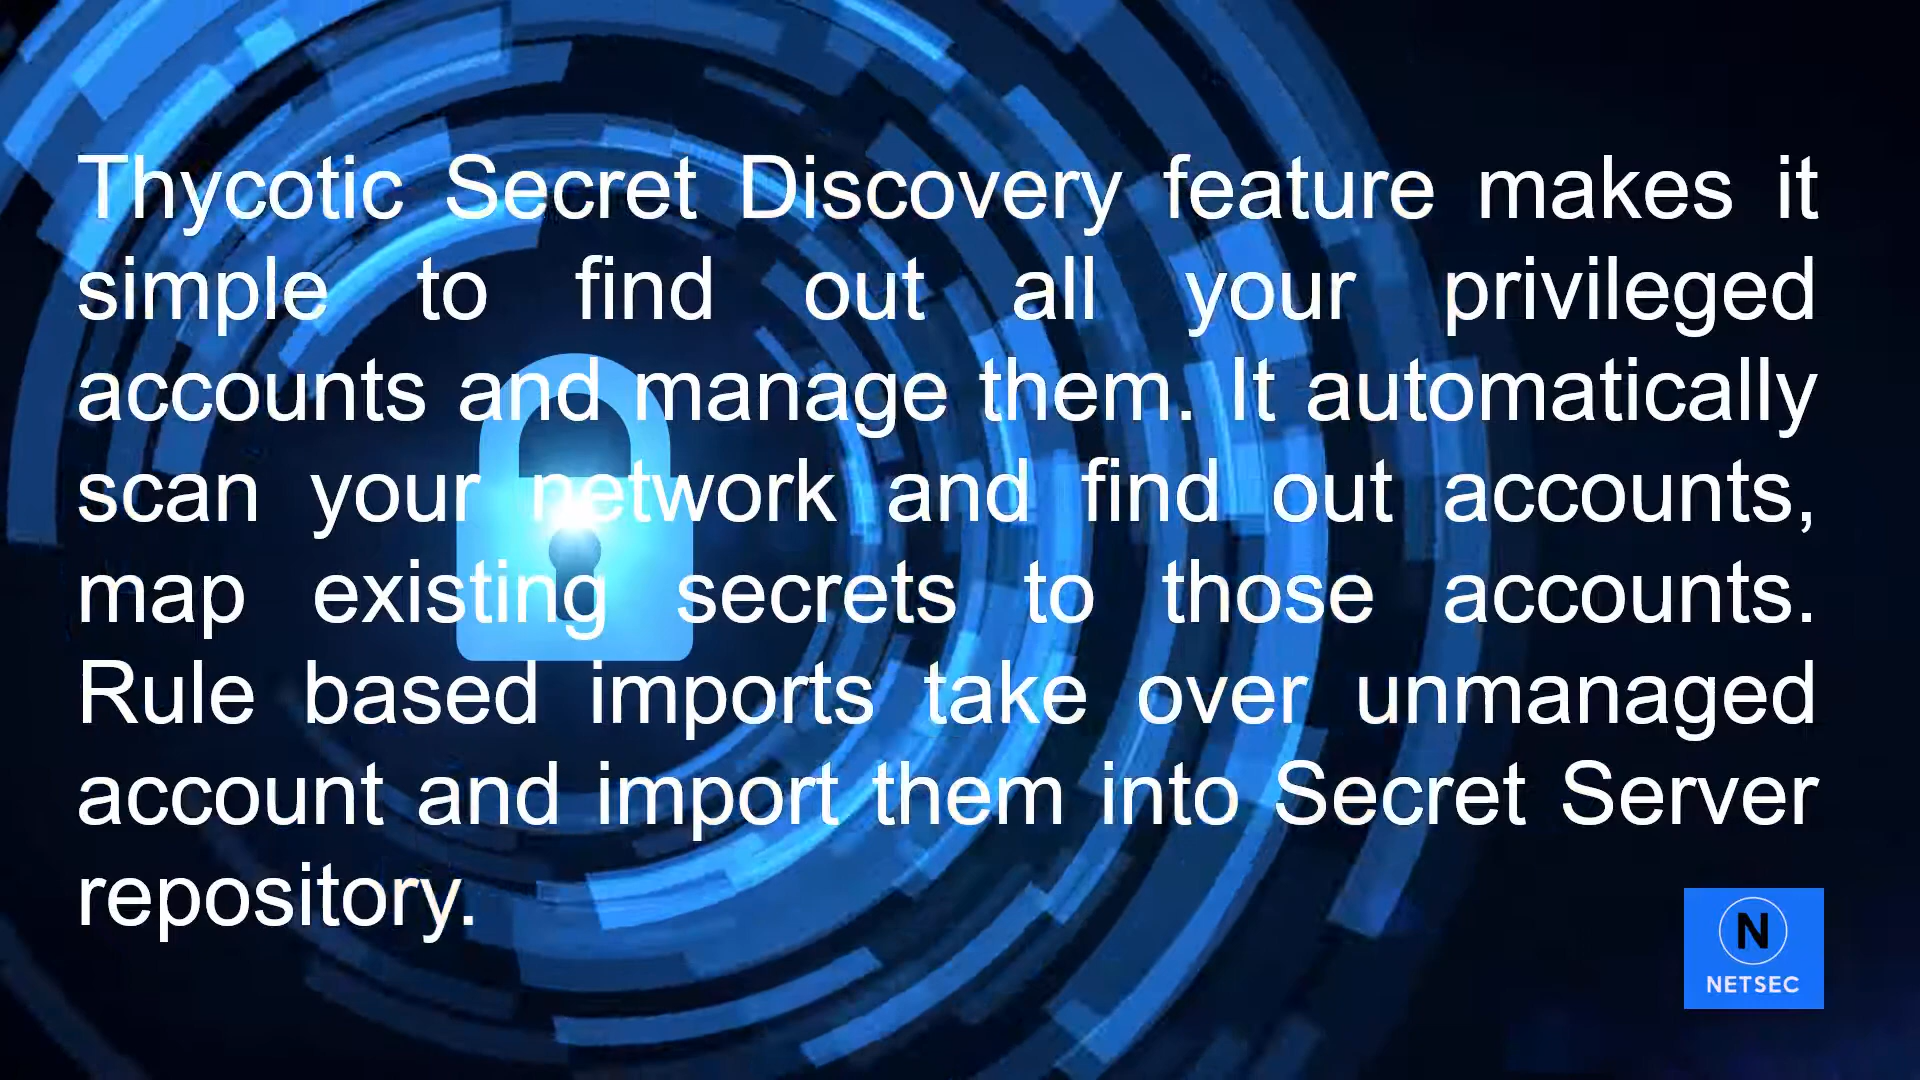 Thycotic Secret Discovery feature makes it
simple to find out all your privileged
accounts and manage them. It automatically
scan your network and find out accounts,
map existing secrets to those accounts.
Rule based imports take over unmanaged
account and import them into Secret Server
repository.
N
NETSEC